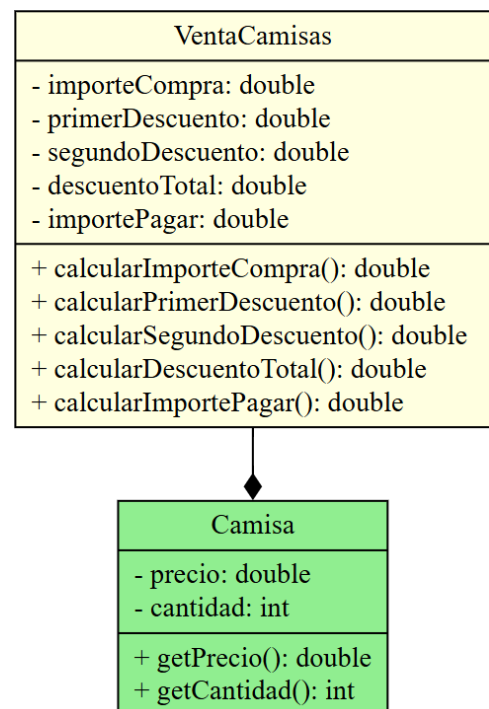 VentaCamisas
- importeCompra: double
- primerDescuento: double
- segundoDescuento: double
- descuentoTotal: double
- importePagar: double
+ calcularImporteCompra(): double
+ calcularPrimerDescuento(): double
+ calcularSegundoDescuento(): double
+ calcularDescuentoTotal(): double
+ calcularImportePagar(): double
Camisa
- precio: double
- cantidad: int
+ getPrecio(): double
+ getCantidad(): int